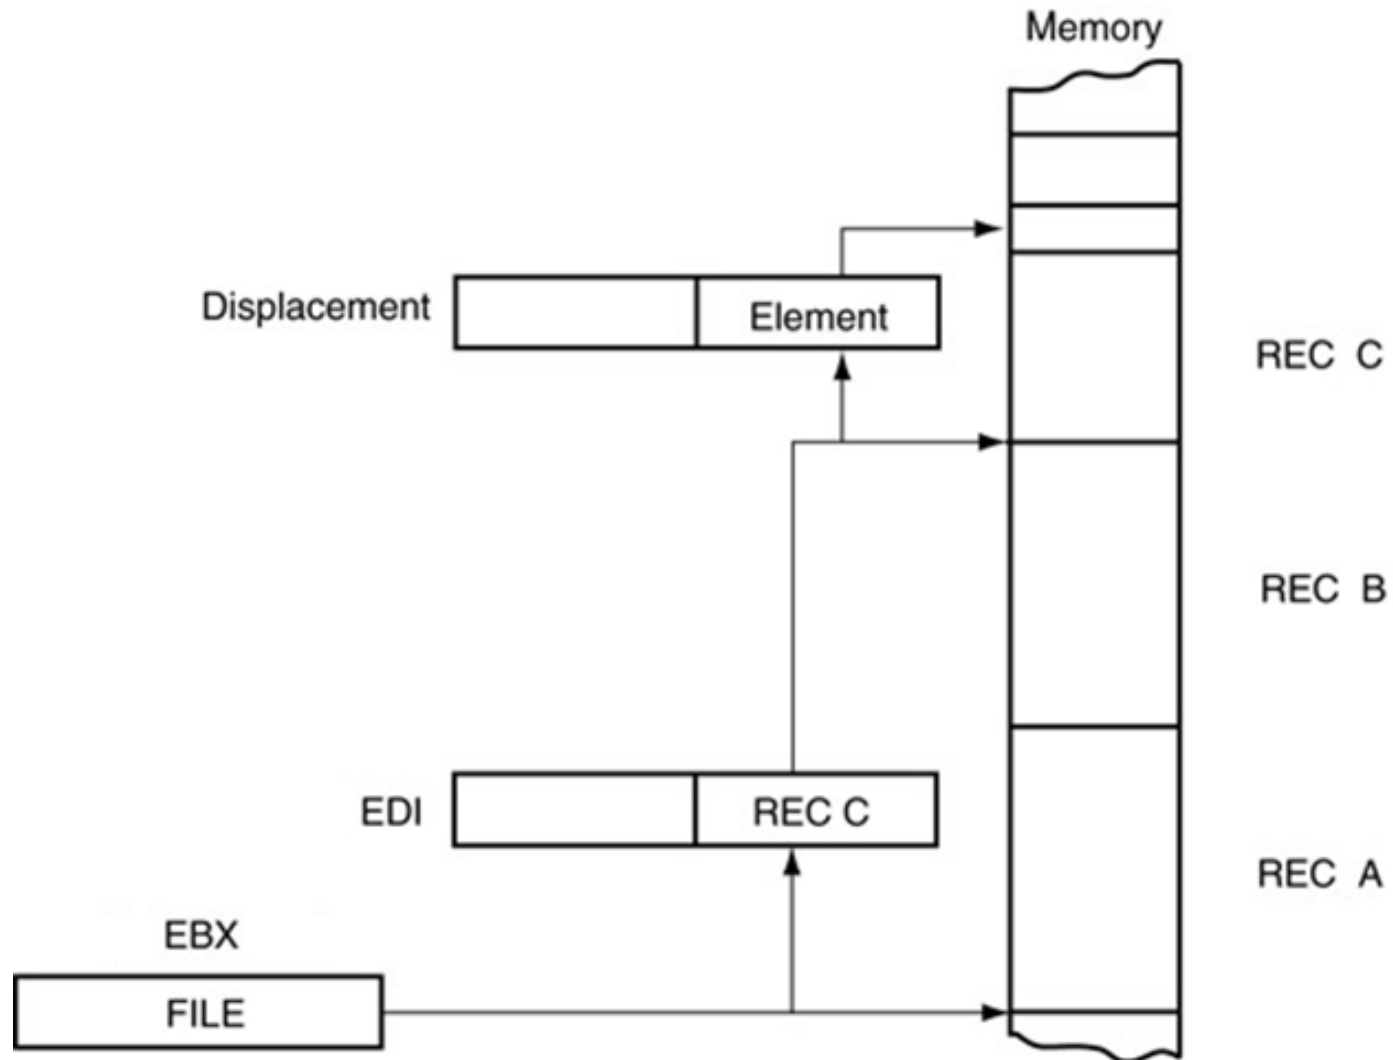 Memory
Displacement
Element
REC C
REC B
EDI
REC C
REC A
EBX
FILE